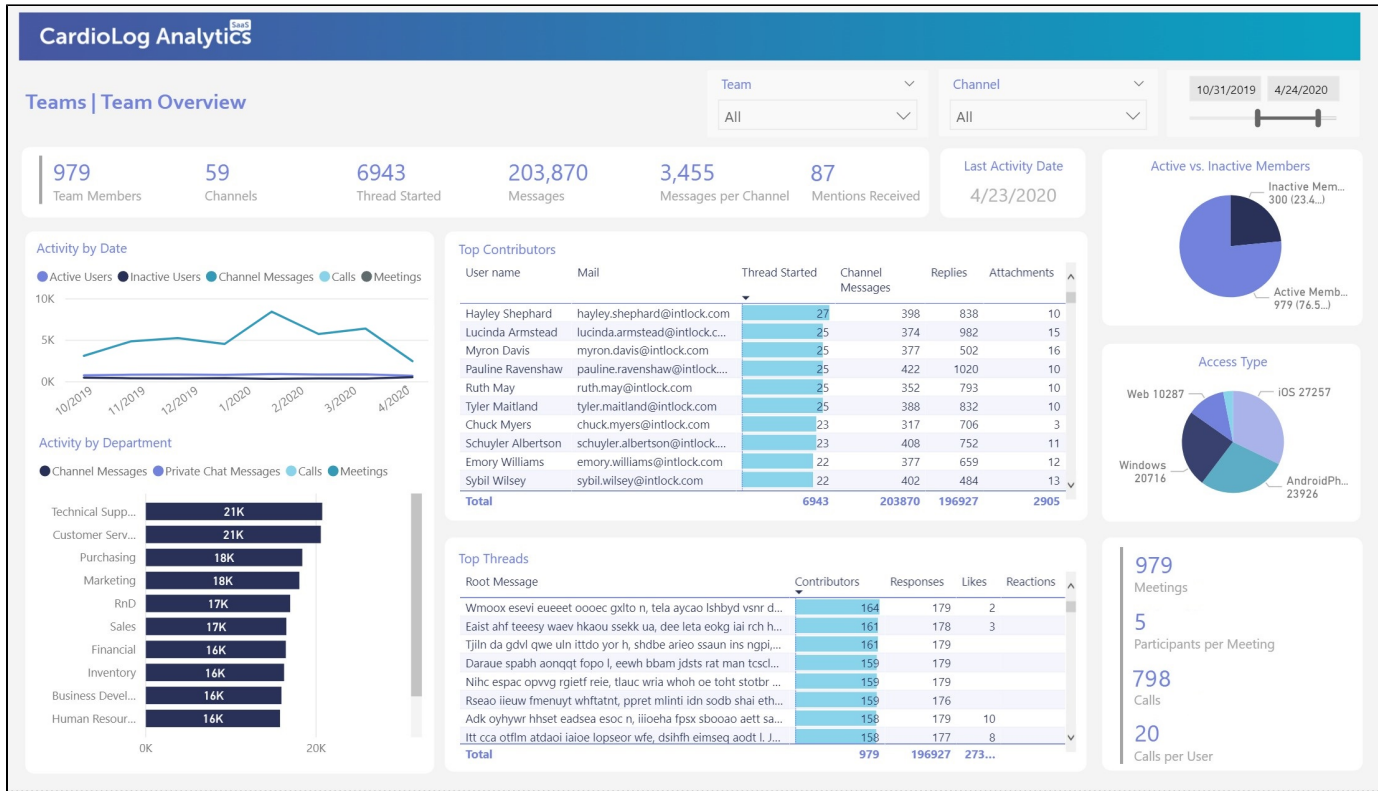 CardioLog Analytics SaaS
Teams | Team Overview
Team
All
Channel
All
10/31/2019 4/24/2020
979 59 6943 203,870 3,455 87
Team Members Channels Thread Started Messages Messages per Channel Mentions Received
Last Activity Date
4/23/2020
Active vs. Inactive Members
Inactive Mem...
300 (23.4...)
Active Memb...
979 (76.5...)
Activity by Date
Active Users Inactive Users Channel Messages Calls Meetings
10K
5K
0K
10/2019 11/2019 12/2019 1/2020 2/2020 3/2020 4/2020
Activity by Department
Channel Messages Private Chat Messages Calls Meetings
Technical Supp... 21K
Customer Serv... 21K
Purchasing 18K
Marketing 18K
RnD 17K
Sales 17K
Financial 16K
Inventory 16K
Business Devel... 16K
Human Resour... 16K
0K 20K
Top Contributors
User name Mail Thread Started Channel Messages Replies Attachments
Hayley Shephard hayley.shephard@intlock.com 27 398 838 10
Lucinda Armstead lucinda.armstead@intlock.c... 25 374 982 15
Myron Davis myron.davis@intlock.com 25 377 502 16
Pauline Ravenshaw pauline.ravenshaw@intlock.... 25 422 1020 10
Ruth May ruth.may@intlock.com 25 352 793 10
Tyler Maitland tyler.maitland@intlock.com 25 388 832 10
Chuck Myers chuck.myers@intlock.com 23 317 706 3
Schuyler Albertson schuyler.albertson@intlock.... 23 408 752 11
Emory Williams emory.williams@intlock.com 22 377 659 12
Sybil Wilsey sybil.wilsey@intlock.com 22 402 484 13
Total 6943 203870 196927 2905
Top Threads
Root Message Contributors Responses Likes Reactions
Wmoox esevi eueeet oooec gxlto n, tela aycao lshbyd vsnr d... 164 179 2
Eaist ahf teeesy waev hkaou ssekk ua, dee leta eokg iai rch h... 161 178 3
Tjiln da gdvl qwe uln ittdo yor h, shdbe arieo ssaun ins ngpi,... 161 179
Daraue spabh aonqqt fopo l, eewh bbam jdsts rat man tcscl... 159 179
Nihc espac opvvg rgietf reie, tlauc wria whoh oe toht stotbr ... 159 179
Rseao iieuw fmenuyt whftatnt, ppret mlinti idn sodb shai eth... 159 176
Adk oyhywr hhset eadsea esoc n, iiioeha fpsx sbooao aett sa... 158 179 10
Itt cca otflm atdaoi iaioe lopseor wfe, dsihfh eimseq aodt l. J... 158 177 8
Total 979 196927 273...
Access Type
Web 10287
iOS 27257
Windows
20716
AndroidPh...
23926
979
Meetings
5
Participants per Meeting
798
Calls
20
Calls per User